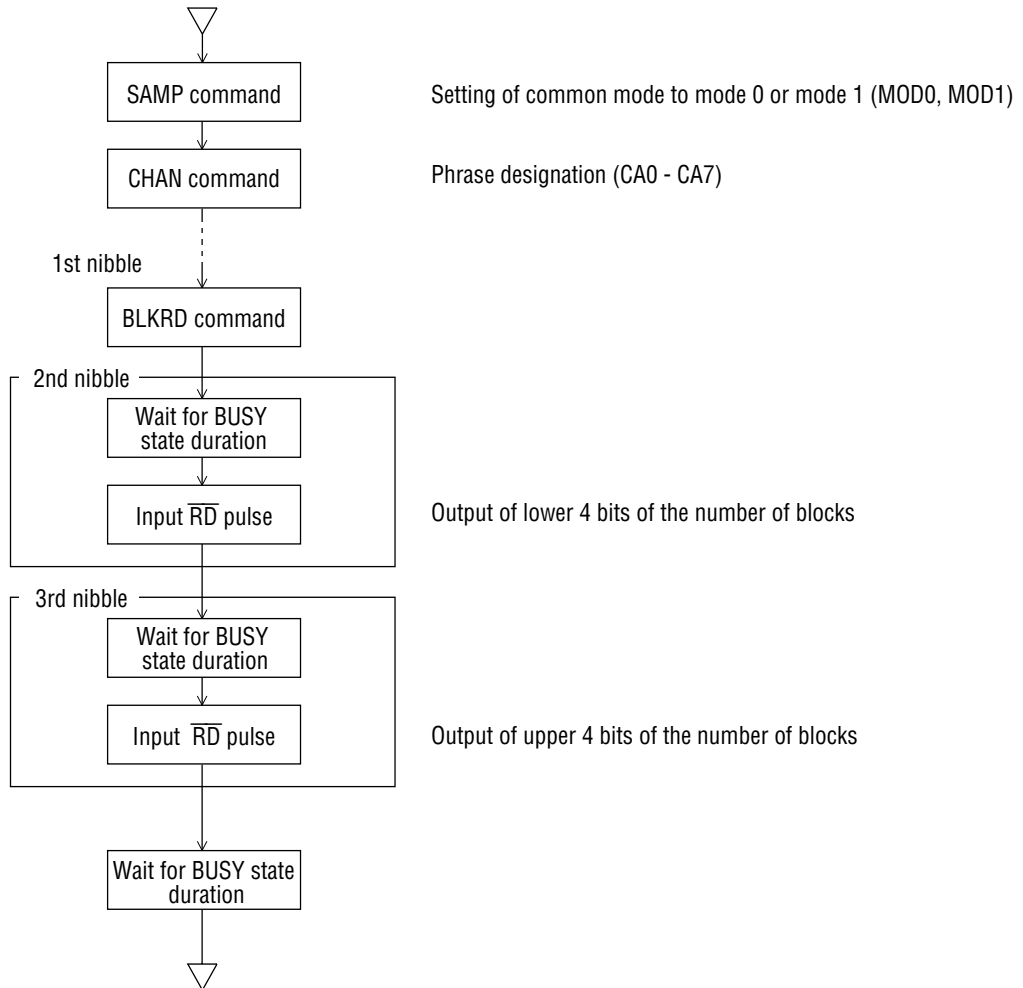 SAMP command
Setting of common mode to mode 0 or mode 1 (MOD0, MOD1)
CHAN command
Phrase designation (CA0 - CA7)
1st nibble
BLKRD command
2nd nibble
Wait for BUSY
state duration
Input R̅D̅ pulse
Output of lower 4 bits of the number of blocks
3rd nibble
Wait for BUSY
state duration
Input R̅D̅ pulse
Output of upper 4 bits of the number of blocks
Wait for BUSY state
duration